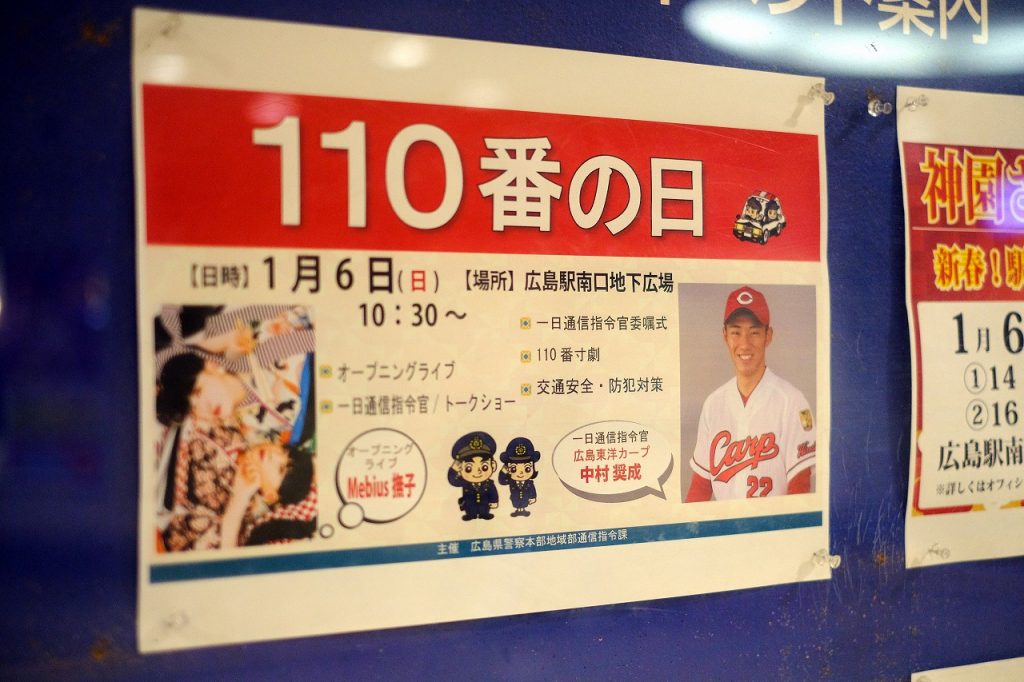 案内
110番の日
【日時】1月6日(日)
10：30～
【場所】広島駅南口地下広場
オープニングライブ
一日通信指令官/トークショー
一日通信指令官委嘱式
110番寸劇
交通安全・防犯対策
オープニング
ライブ
Mebius 撫子
一日通信指令官
広島東洋カープ
中村 奨成
C
Carp
22
主催 広島県警察本部地域部通信指令課
神園さ
新春！駅
1月6
①14
②16
広島駅南
※詳しくはオフィシ